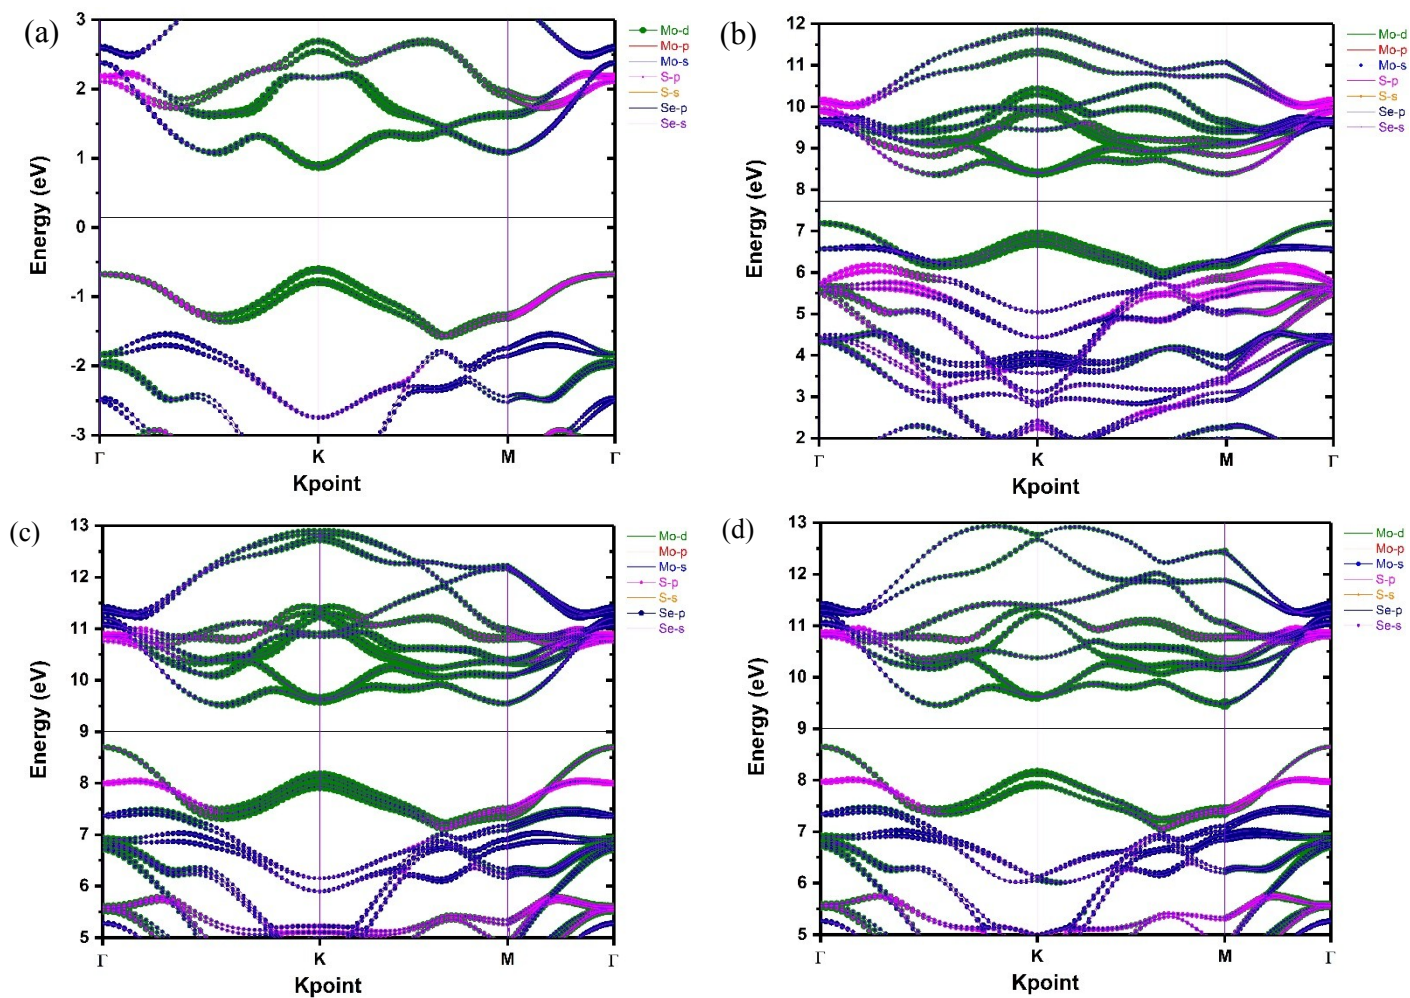 (a)
Energy (eV)
3
2
1
0
-1
-2
-3
Γ K M Γ
Kpoint
Mo-d
Mo-p
Mo-s
S-p
S-s
Se-p
Se-s
(b)
Energy (eV)
12
11
10
9
8
7
6
5
4
3
2
Γ K M Γ
Kpoint
Mo-d
Mo-p
Mo-s
S-p
S-s
Se-p
Se-s
(c)
Energy (eV)
13
12
11
10
9
8
7
6
5
Γ K M Γ
Kpoint
Mo-d
Mo-p
Mo-s
S-p
S-s
Se-p
Se-s
(d)
Energy (eV)
13
12
11
10
9
8
7
6
5
Γ K M Γ
Kpoint
Mo-d
Mo-p
Mo-s
S-p
S-s
Se-p
Se-s